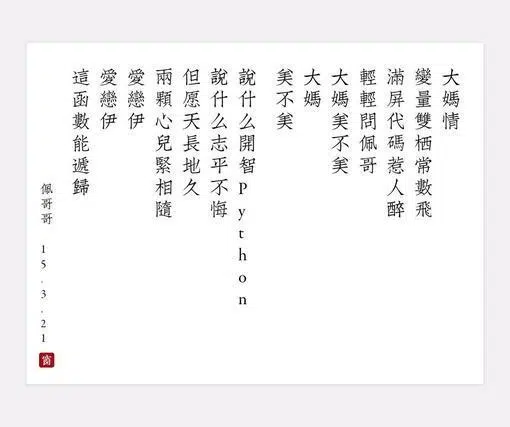 大媽情
變量雙栖常數飛
滿屏代碼惹人醉
輕輕問佩哥
大媽美不美
大媽
美不美
說什么開智Python
說什么志平不悔
但愿天長地久
兩顆心兒緊相隨
愛戀伊
愛戀伊
這函數能遞歸
佩哥哥 15.3.21
窗